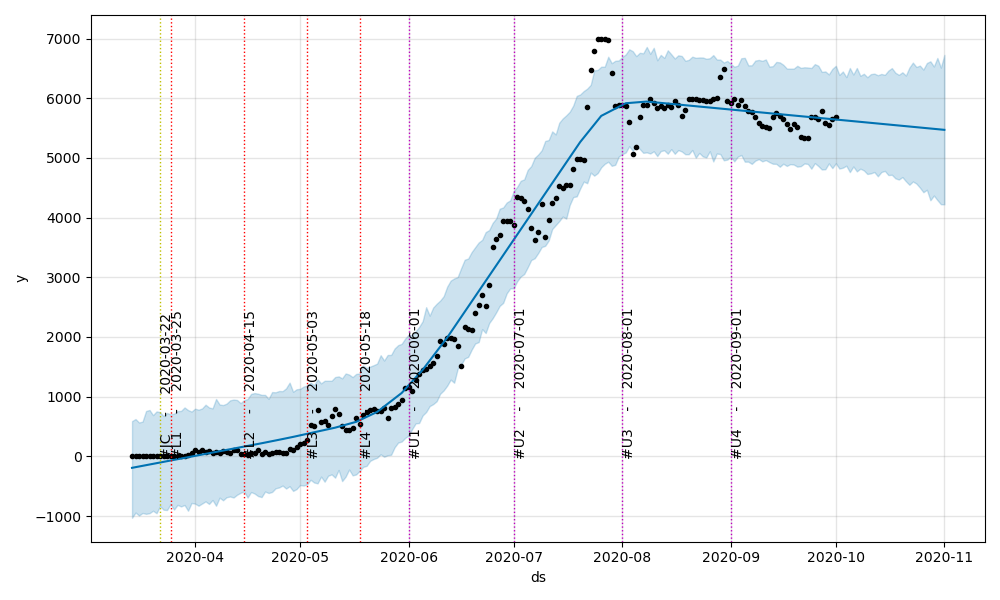 7000
6000
5000
4000
3000
2000
1000
0
−1000
y
#JC - 2020-03-22
#L1 - 2020-03-25
#L2 - 2020-04-15
#L3 - 2020-05-03
#L4 - 2020-05-18
#U1 - 2020-06-01
#U2 - 2020-07-01
#U3 - 2020-08-01
#U4 - 2020-09-01
2020-04
2020-05
2020-06
2020-07
2020-08
2020-09
2020-10
2020-11
ds